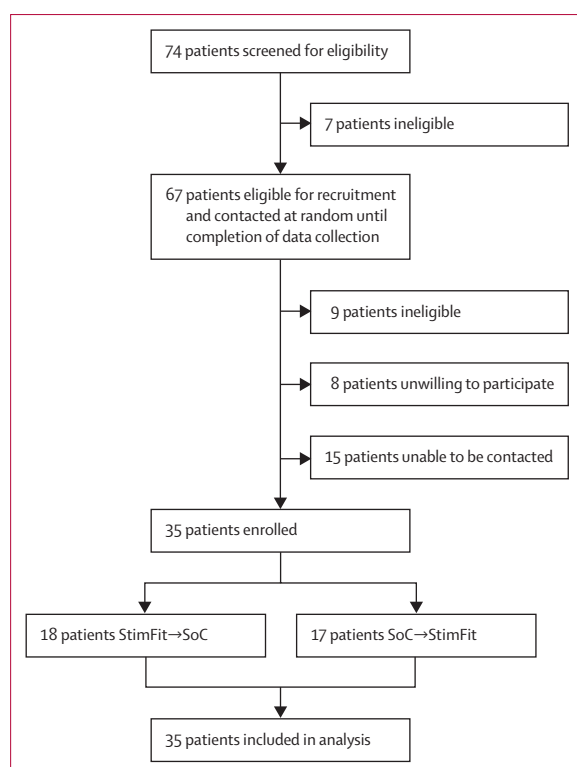 74 patients screened for eligibility
7 patients ineligible
67 patients eligible for recruitment
and contacted at random until
completion of data collection
9 patients ineligible
8 patients unwilling to participate
15 patients unable to be contacted
35 patients enrolled
18 patients StimFit→SoC
17 patients SoC→StimFit
35 patients included in analysis